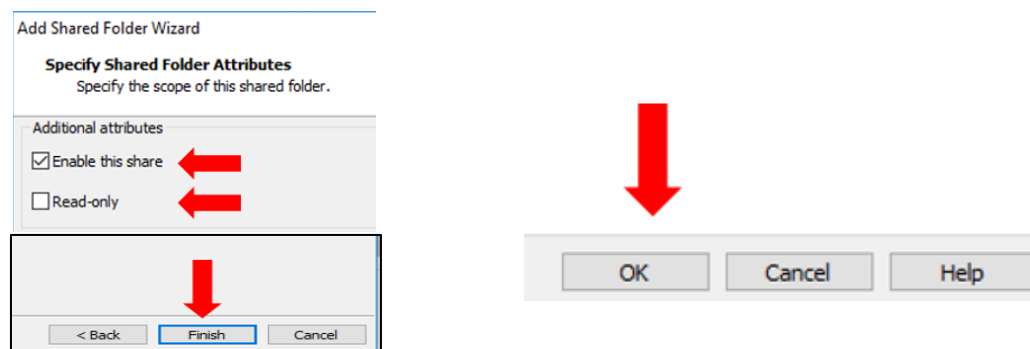 Add Shared Folder Wizard
Specify Shared Folder Attributes
Specify the scope of this shared folder.
Additional attributes
Enable this share
Read-only
< Back Finish Cancel
OK Cancel Help